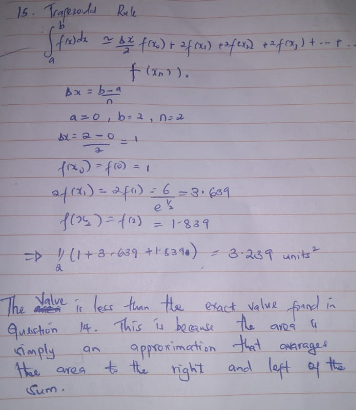 15. Trapezoidal Rule
∫ₐᵇ f(x)dx ≃ Δx/2 f(x₀) + 2f(x₁) + 2f(x₂) + 2f(x₃) + ... + ...
f(xₙ)).
Δx = b-a/n
a=0, b=2, n=2
Δx = 2-0/2 = 1
f(x₀) = f(0) = 1
2f(x₁) = 2f(1) = 6/e^½ = 3.639
f(x₂) = f(2) = 1.839
⇒ 1/2 (1 + 3.639 + 1.839) = 3.239 units²
The Value is less than the exact value found in
Question 14. This is because the area is
simply an approximation that averages
the area to the right and left of the
sum.